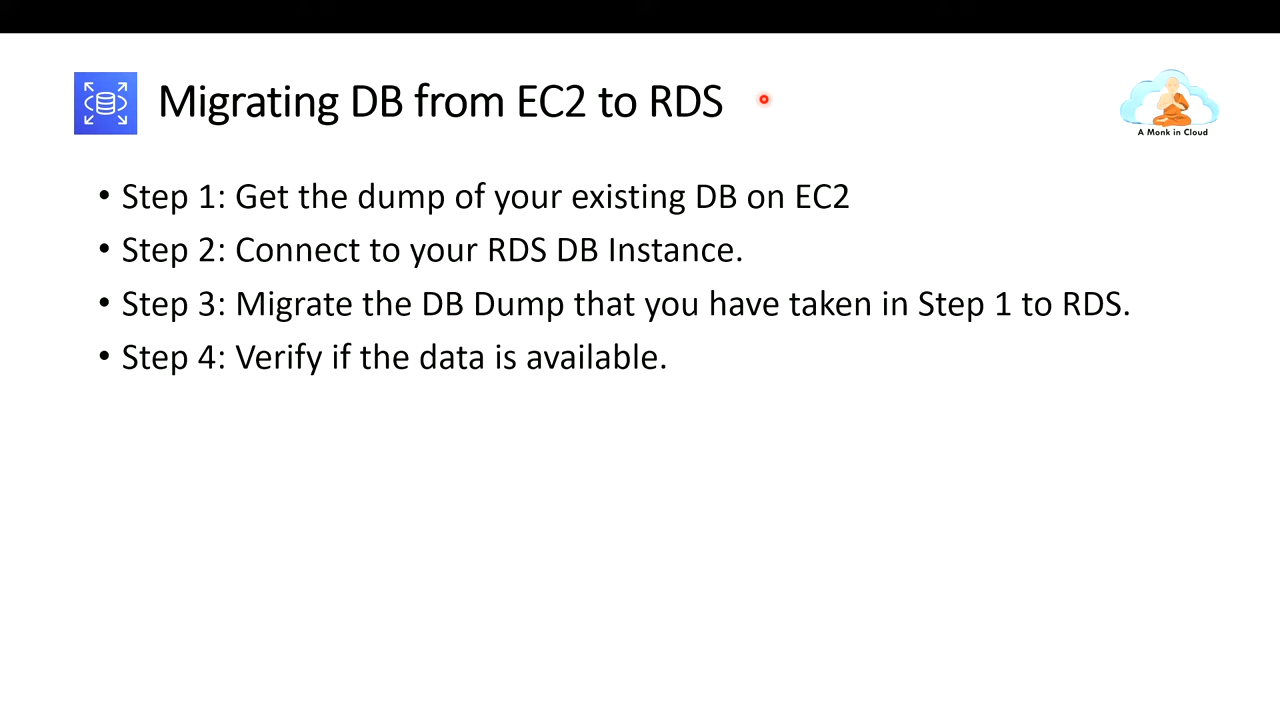 Migrating DB from EC2 to RDS
A Monk in Cloud
• Step 1: Get the dump of your existing DB on EC2
• Step 2: Connect to your RDS DB Instance.
• Step 3: Migrate the DB Dump that you have taken in Step 1 to RDS.
• Step 4: Verify if the data is available.